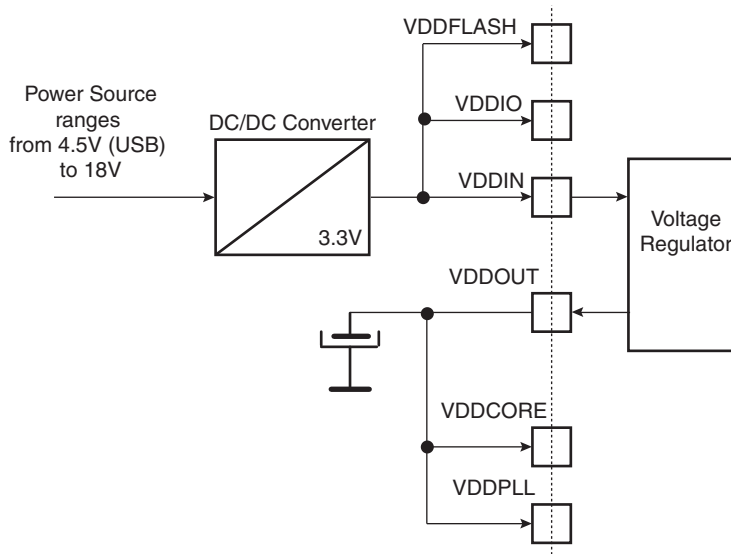 VDDFLASH
Power Source
ranges
from 4.5V (USB)
to 18V
DC/DC Converter
3.3V
VDDIO
VDDIN
Voltage
Regulator
VDDOUT
VDDCORE
VDDPLL